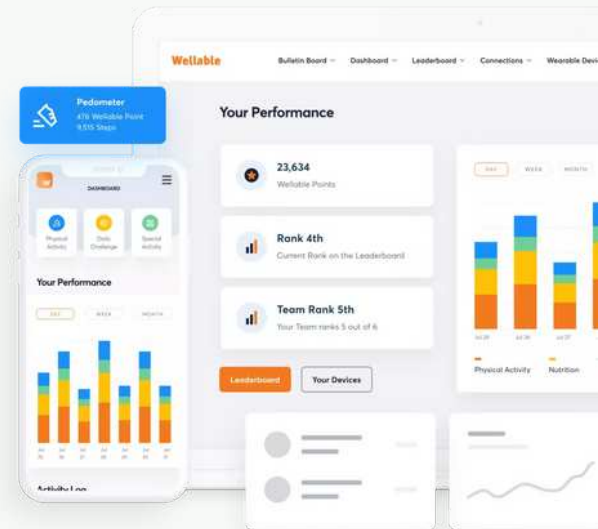 Wellable
Bulletin Board
Dashboard
Leaderboard
Connections
Wearable Devi
Pedometer
476 Wellable Point
9,515 Steps
Your Performance
23,634
Wellable Points
Rank 4th
Current Rank on the Leaderboard
Team Rank 5th
Your Team ranks 5 out of 6
Leaderboard
Your Devices
DAY
WEEK
MONTH
Jul 27
Physical Activity
Nutrition
DASHBOARD
Physical
Activity
Daily
Challenge
Special
Activity
Your Performance
DAY
WEEK
MONTH
Activity Log